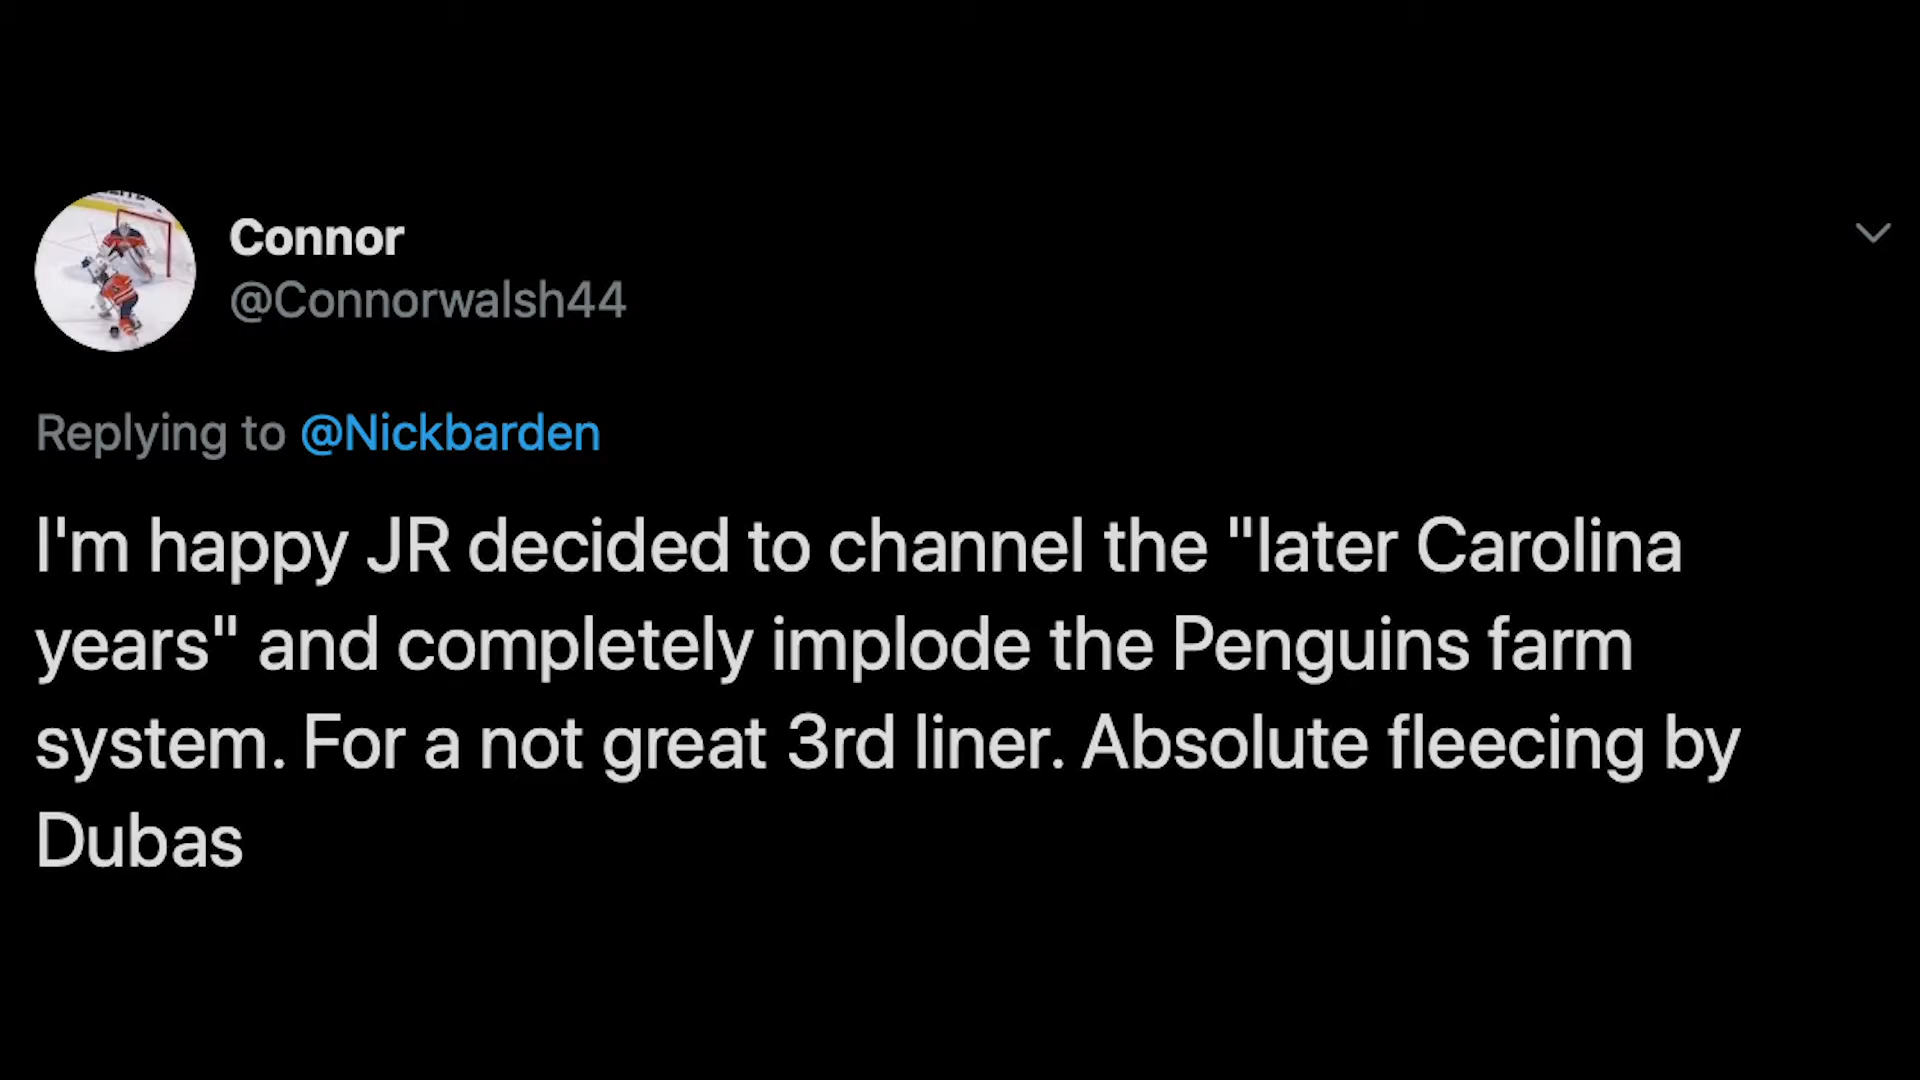 Connor
@Connorwalsh44
Replying to @Nickbarden
I'm happy JR decided to channel the "later Carolina
years" and completely implode the Penguins farm
system. For a not great 3rd liner. Absolute fleecing by
Dubas